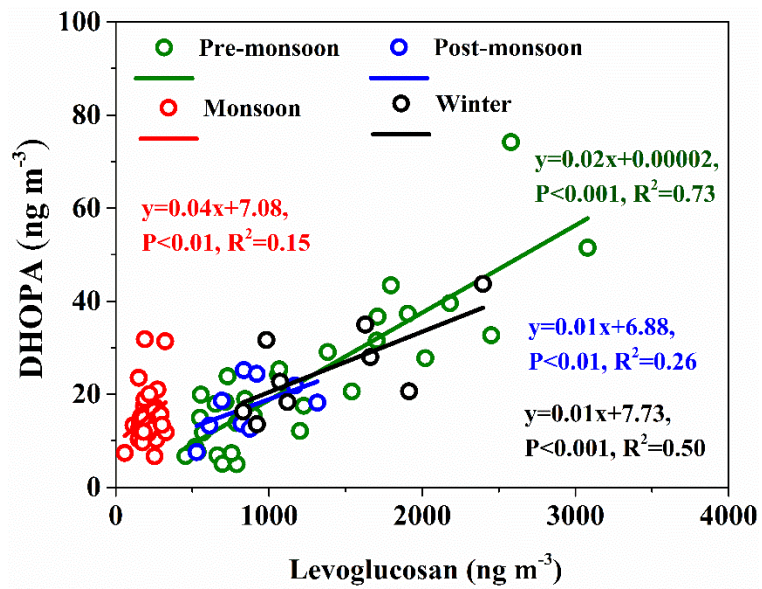 100
80
60
40
20
0
DHOPA (ng m⁻³)
Pre-monsoon
Post-monsoon
Monsoon
Winter
y=0.02x+0.00002,
P<0.001, R²=0.73
y=0.04x+7.08,
P<0.01, R²=0.15
y=0.01x+6.88,
P<0.01, R²=0.26
y=0.01x+7.73,
P<0.001, R²=0.50
0 1000 2000 3000 4000
Levoglucosan (ng m⁻³)